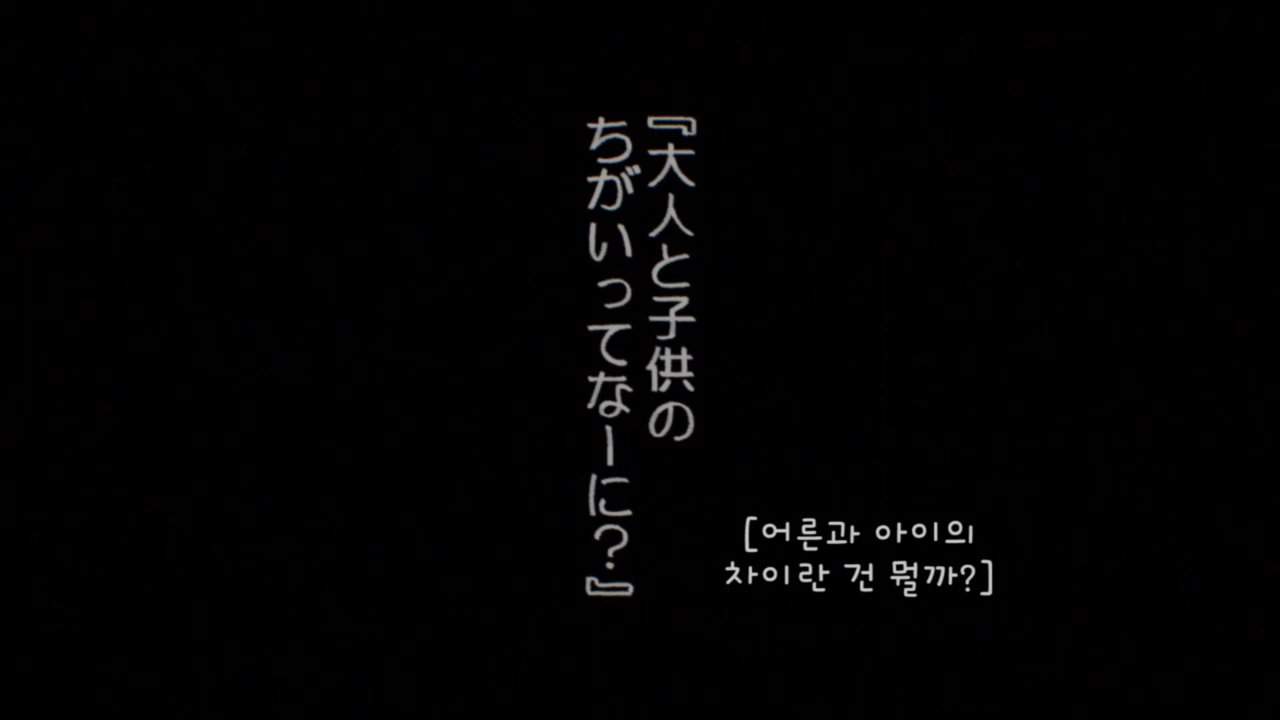 『大人と子供の
ちがいってなーに？』
[어른과 아이의
차이란 건 뭘까?]